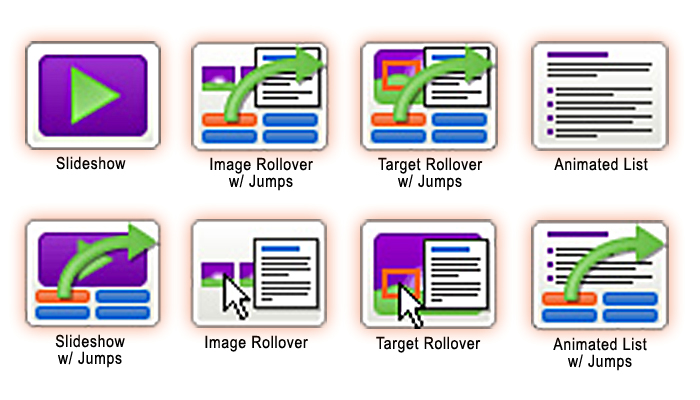 Slideshow
Image Rollover
w/ Jumps
Target Rollover
w/ Jumps
Animated List
Slideshow
w/ Jumps
Image Rollover
Target Rollover
Animated List
w/ Jumps